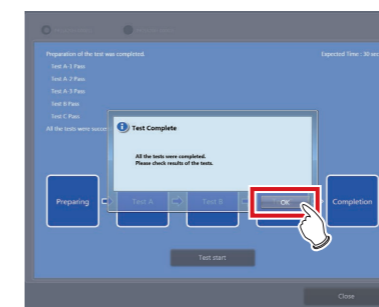 Preparation of the test was completed.
Expected Time : 30 sec
Test A-1 Pass
Test A-2 Pass
Test A-3 Pass
Test B Pass
Test C Pass
All the tests were
Test Complete
All the tests were completed.
Please check results of the tests.
OK
Preparing
Test A
Test B
Completion
Test start
Close